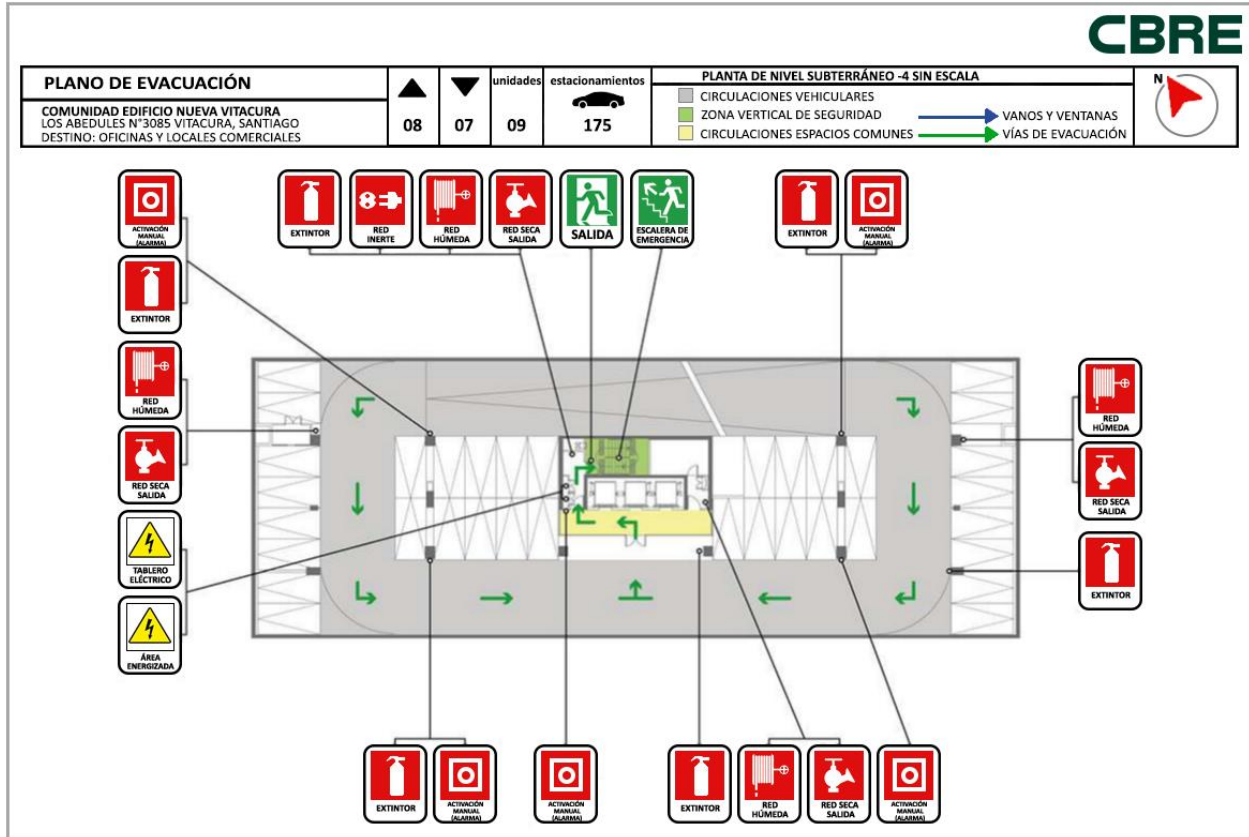 CBRE
PLANO DE EVACUACIÓN
COMUNIDAD EDIFICIO NUEVA VITACURA
LOS ABEDULES N°3085 VITACURA, SANTIAGO
DESTINO: OFICINAS Y LOCALES COMERCIALES
08
07
unidades
09
estacionamientos
175
PLANTA DE NIVEL SUBTERRÁNEO -4 SIN ESCALA
CIRCULACIONES VEHICULARES
ZONA VERTICAL DE SEGURIDAD
CIRCULACIONES ESPACIOS COMUNES
VANOS Y VENTANAS
VÍAS DE EVACUACIÓN
N
ACTIVACIÓN
MANUAL
(ALARMA)
EXTINTOR
RED
HÚMEDA
RED SECA
SALIDA
TABLERO
ELÉCTRICO
ÁREA
ENERGIZADA
EXTINTOR
RED
INERTE
RED
HÚMEDA
RED SECA
SALIDA
SALIDA
ESCALERA DE
EMERGENCIA
EXTINTOR
ACTIVACIÓN
MANUAL
(ALARMA)
RED
HÚMEDA
RED SECA
SALIDA
EXTINTOR
EXTINTOR
ACTIVACIÓN
MANUAL
(ALARMA)
ACTIVACIÓN
MANUAL
(ALARMA)
EXTINTOR
RED
HÚMEDA
RED SECA
SALIDA
ACTIVACIÓN
MANUAL
(ALARMA)